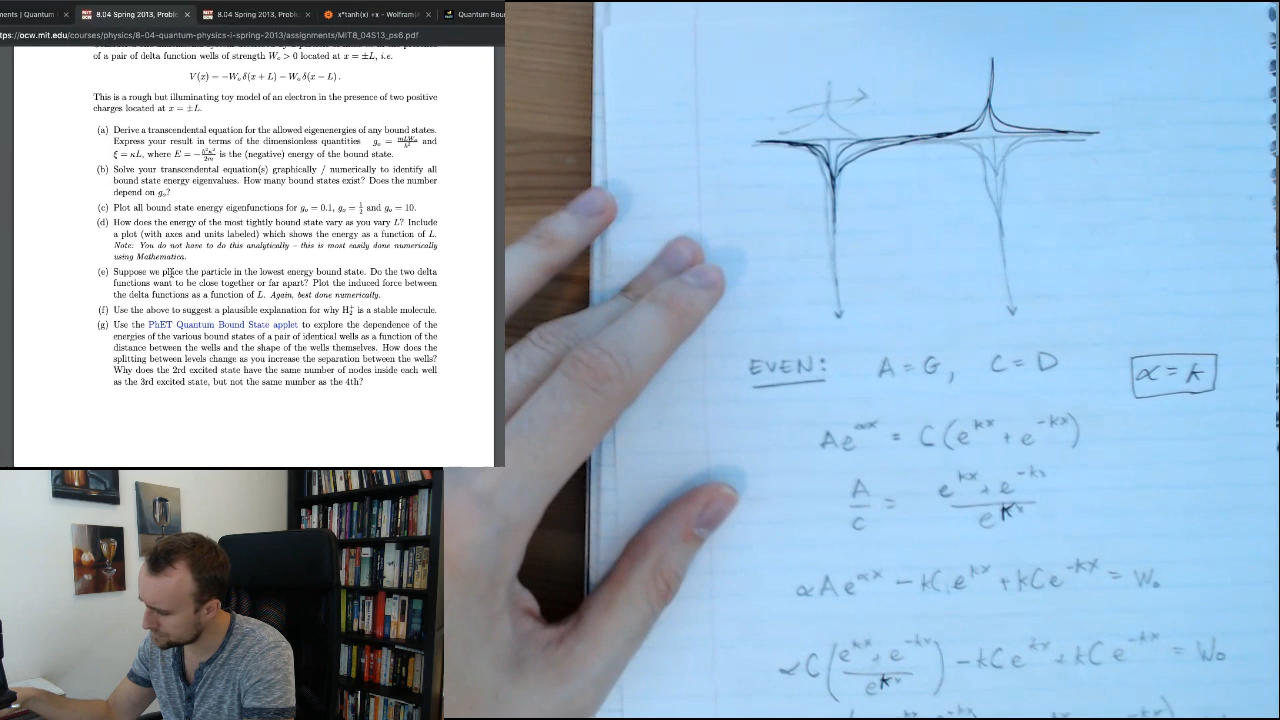 ments | Quantum
8.04 Spring 2013, Proble
8.04 Spring 2013, Proble
x*tanh(x) +x - Wolfram|A
Quantum Bou
https://ocw.mit.edu/courses/physics/8-04-quantum-physics-i-spring-2013/assignments/MIT8_04S13_ps6.pdf
of a pair of delta function wells of strength Wₒ > 0 located at x = ±L, i.e.
V(x) = −Wₒ δ(x + L) − Wₒ δ(x − L) .
This is a rough but illuminating toy model of an electron in the presence of two positive
charges located at x = ±L.
(a) Derive a transcendental equation for the allowed eigenenergies of any bound states.
Express your result in terms of the dimensionless quantities gₒ = mLWₒ/ħ² and
ξ = κL, where E = −ħ²κ²/2m is the (negative) energy of the bound state.
(b) Solve your transcendental equation(s) graphically / numerically to identify all
bound state energy eigenvalues. How many bound states exist? Does the number
depend on gₒ?
(c) Plot all bound state energy eigenfunctions for gₒ = 0.1, gₒ = 1/2 and gₒ = 10.
(d) How does the energy of the most tightly bound state vary as you vary L? Include
a plot (with axes and units labeled) which shows the energy as a function of L.
Note: You do not have to do this analytically – this is most easily done numerically
using Mathematica.
(e) Suppose we place the particle in the lowest energy bound state. Do the two delta
functions want to be close together or far apart? Plot the induced force between
the delta functions as a function of L. Again, best done numerically.
(f) Use the above to suggest a plausible explanation for why H₂⁺ is a stable molecule.
(g) Use the PhET Quantum Bound State applet to explore the dependence of the
energies of the various bound states of a pair of identical wells as a function of the
distance between the wells and the shape of the wells themselves. How does the
splitting between levels change as you increase the separation between the wells?
Why does the 2rd excited state have the same number of nodes inside each well
as the 3rd excited state, but not the same number as the 4th?
EVEN: A = G, C = D α = k
Ae^αx = C(e^kx + e^-kx)
A/C = (e^kx + e^-kx)/e^kx
αAe^αx − kCe^kx + kCe^-kx = W₀
αC((e^kx + e^-kx)/e^kx) − kCe^kx + kCe^-kx = W₀